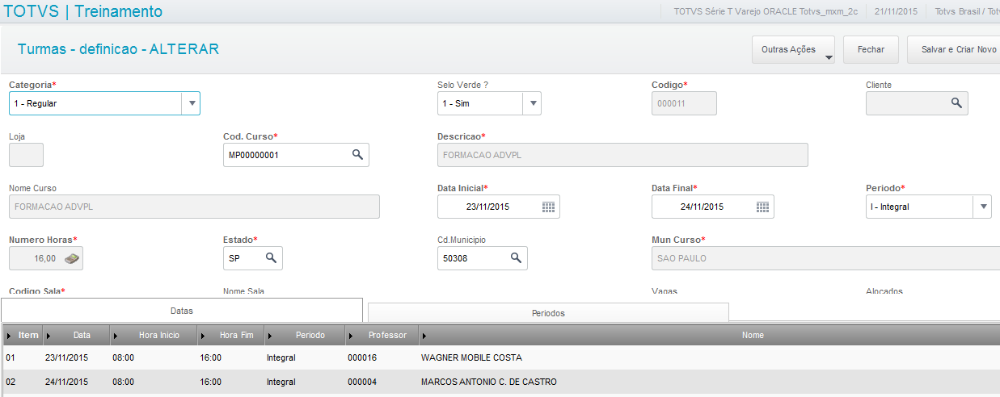 TOTVS | Treinamento
TOTVS Série T Varejo ORACLE Totvs_mxm_2c 21/11/2015 Totvs Brasil /
Turmas - definicao - ALTERAR
Outras Ações Fechar Salvar e Criar Novo
Categoria* Selo Verde ? Codigo* Cliente
1 - Regular 1 - Sim 000011
Loja Cod. Curso* Descricao*
MP00000001 FORMACAO ADVPL
Nome Curso Data Inicial* Data Final* Periodo*
FORMACAO ADVPL 23/11/2015 24/11/2015 I - Integral
Numero Horas* Estado* Cd.Municipio Mun Curso*
16,00 SP 50308 SAO PAULO
Codigo Sala* Nome Sala Vagas Alocados
Datas Periodos
Item Data Hora Inicio Hora Fim Periodo Professor Nome
01 23/11/2015 08:00 16:00 Integral 000016 WAGNER MOBILE COSTA
02 24/11/2015 08:00 16:00 Integral 000004 MARCOS ANTONIO C. DE CASTRO